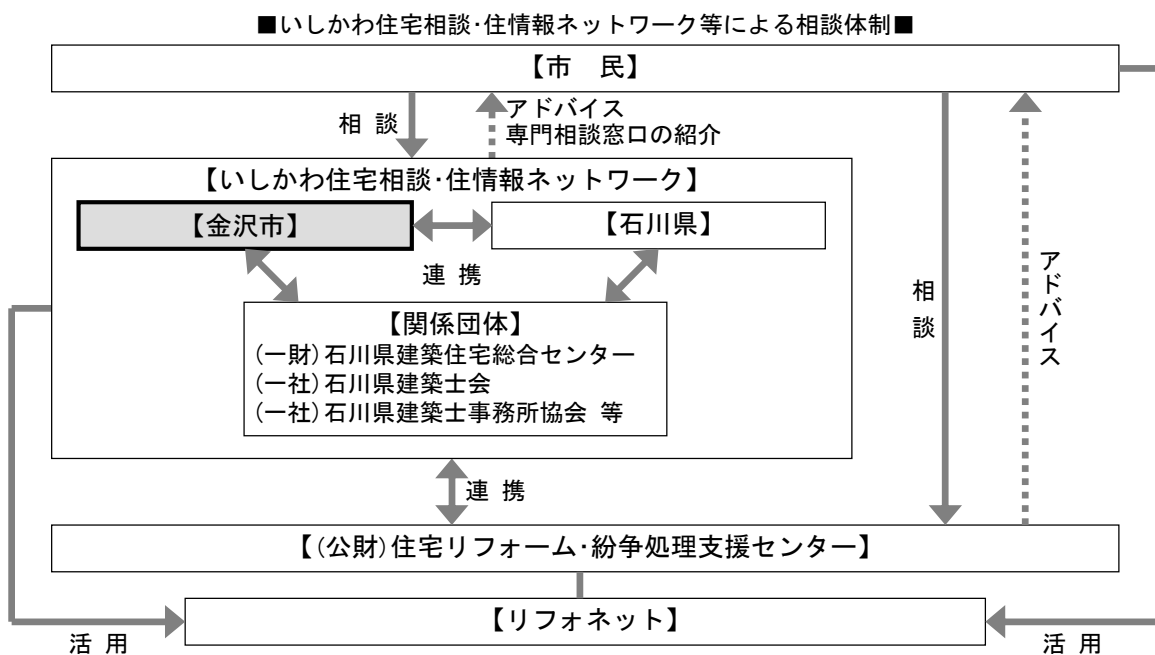 ■いしかわ住宅相談･住情報ネットワーク等による相談体制■
【市　民】
相 談
アドバイス
専門相談窓口の紹介
【いしかわ住宅相談･住情報ネットワーク】
【金沢市】
【石川県】
連 携
【関係団体】
(一財)石川県建築住宅総合センター
(一社)石川県建築士会
(一社)石川県建築士事務所協会 等
相談
アドバイス
連 携
【(公財)住宅リフォーム･紛争処理支援センター】
【リフォネット】
活 用
活 用